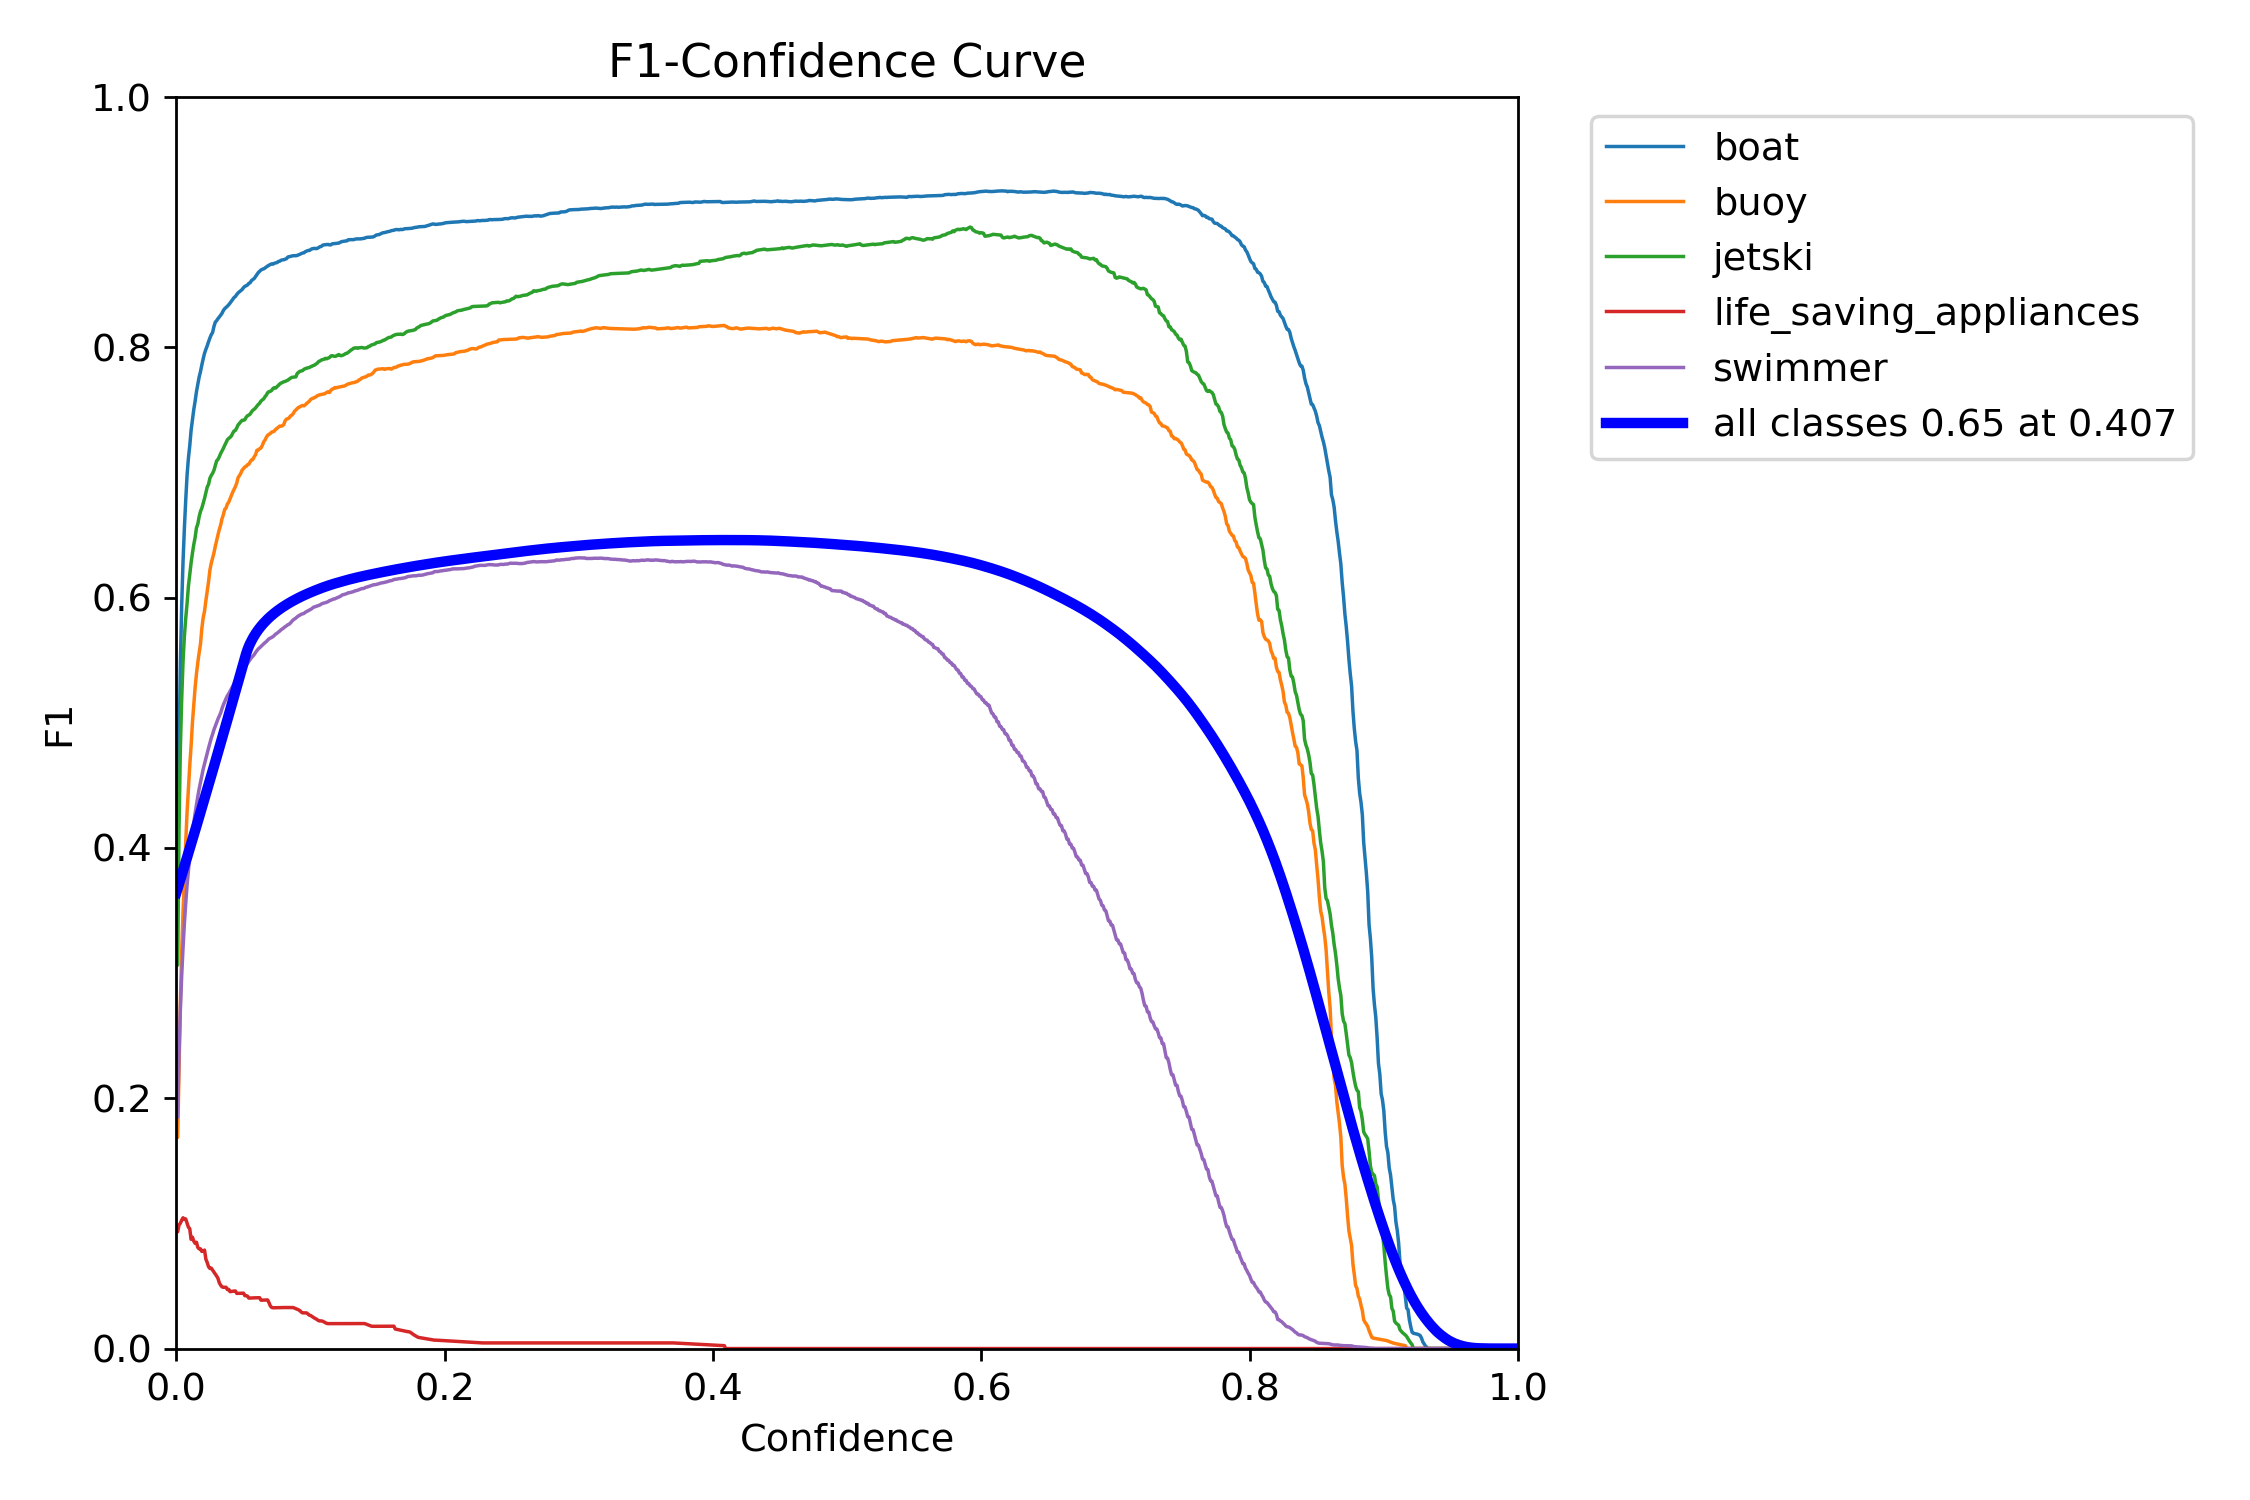 F1-Confidence Curve
1.0
0.8
0.6
0.4
0.2
0.0
F1
0.0 0.2 0.4 0.6 0.8 1.0
Confidence
boat
buoy
jetski
life_saving_appliances
swimmer
all classes 0.65 at 0.407